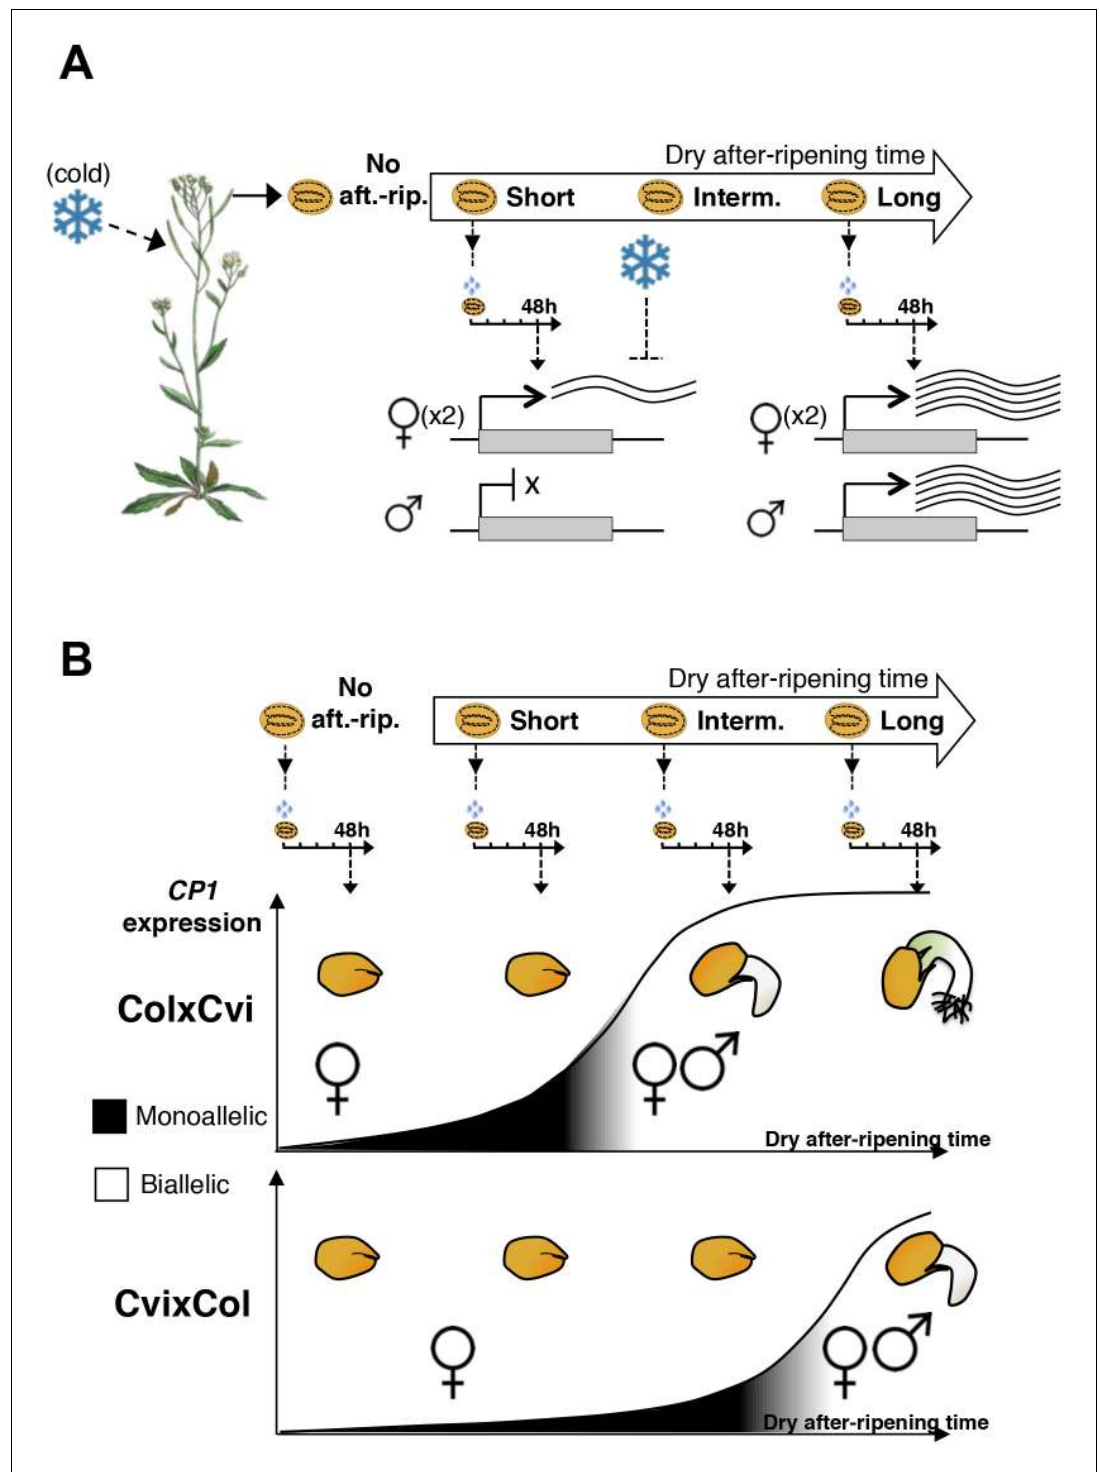 A
(cold)
No
aft.-rip.
Dry after-ripening time
Short
Interm.
Long
48h
48h
♀(x2)
♀(x2)
♂
X
♂
B
No
aft.-rip.
Dry after-ripening time
Short
Interm.
Long
48h
48h
48h
48h
CP1
expression
ColxCvi
♀
♀♂
Monoallelic
Dry after-ripening time
Biallelic
CvixCol
♀
♀♂
Dry after-ripening time